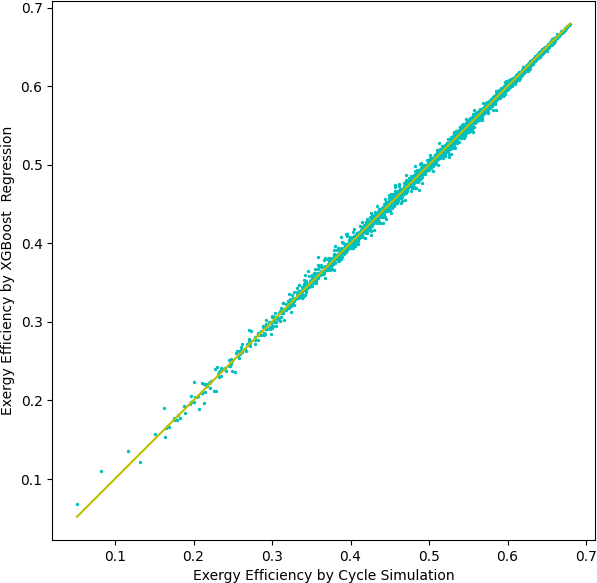 0.7
0.6
0.5
0.4
0.3
0.2
0.1
Exergy Efficiency by XGBoost  Regression
0.1 0.2 0.3 0.4 0.5 0.6 0.7
Exergy Efficiency by Cycle Simulation